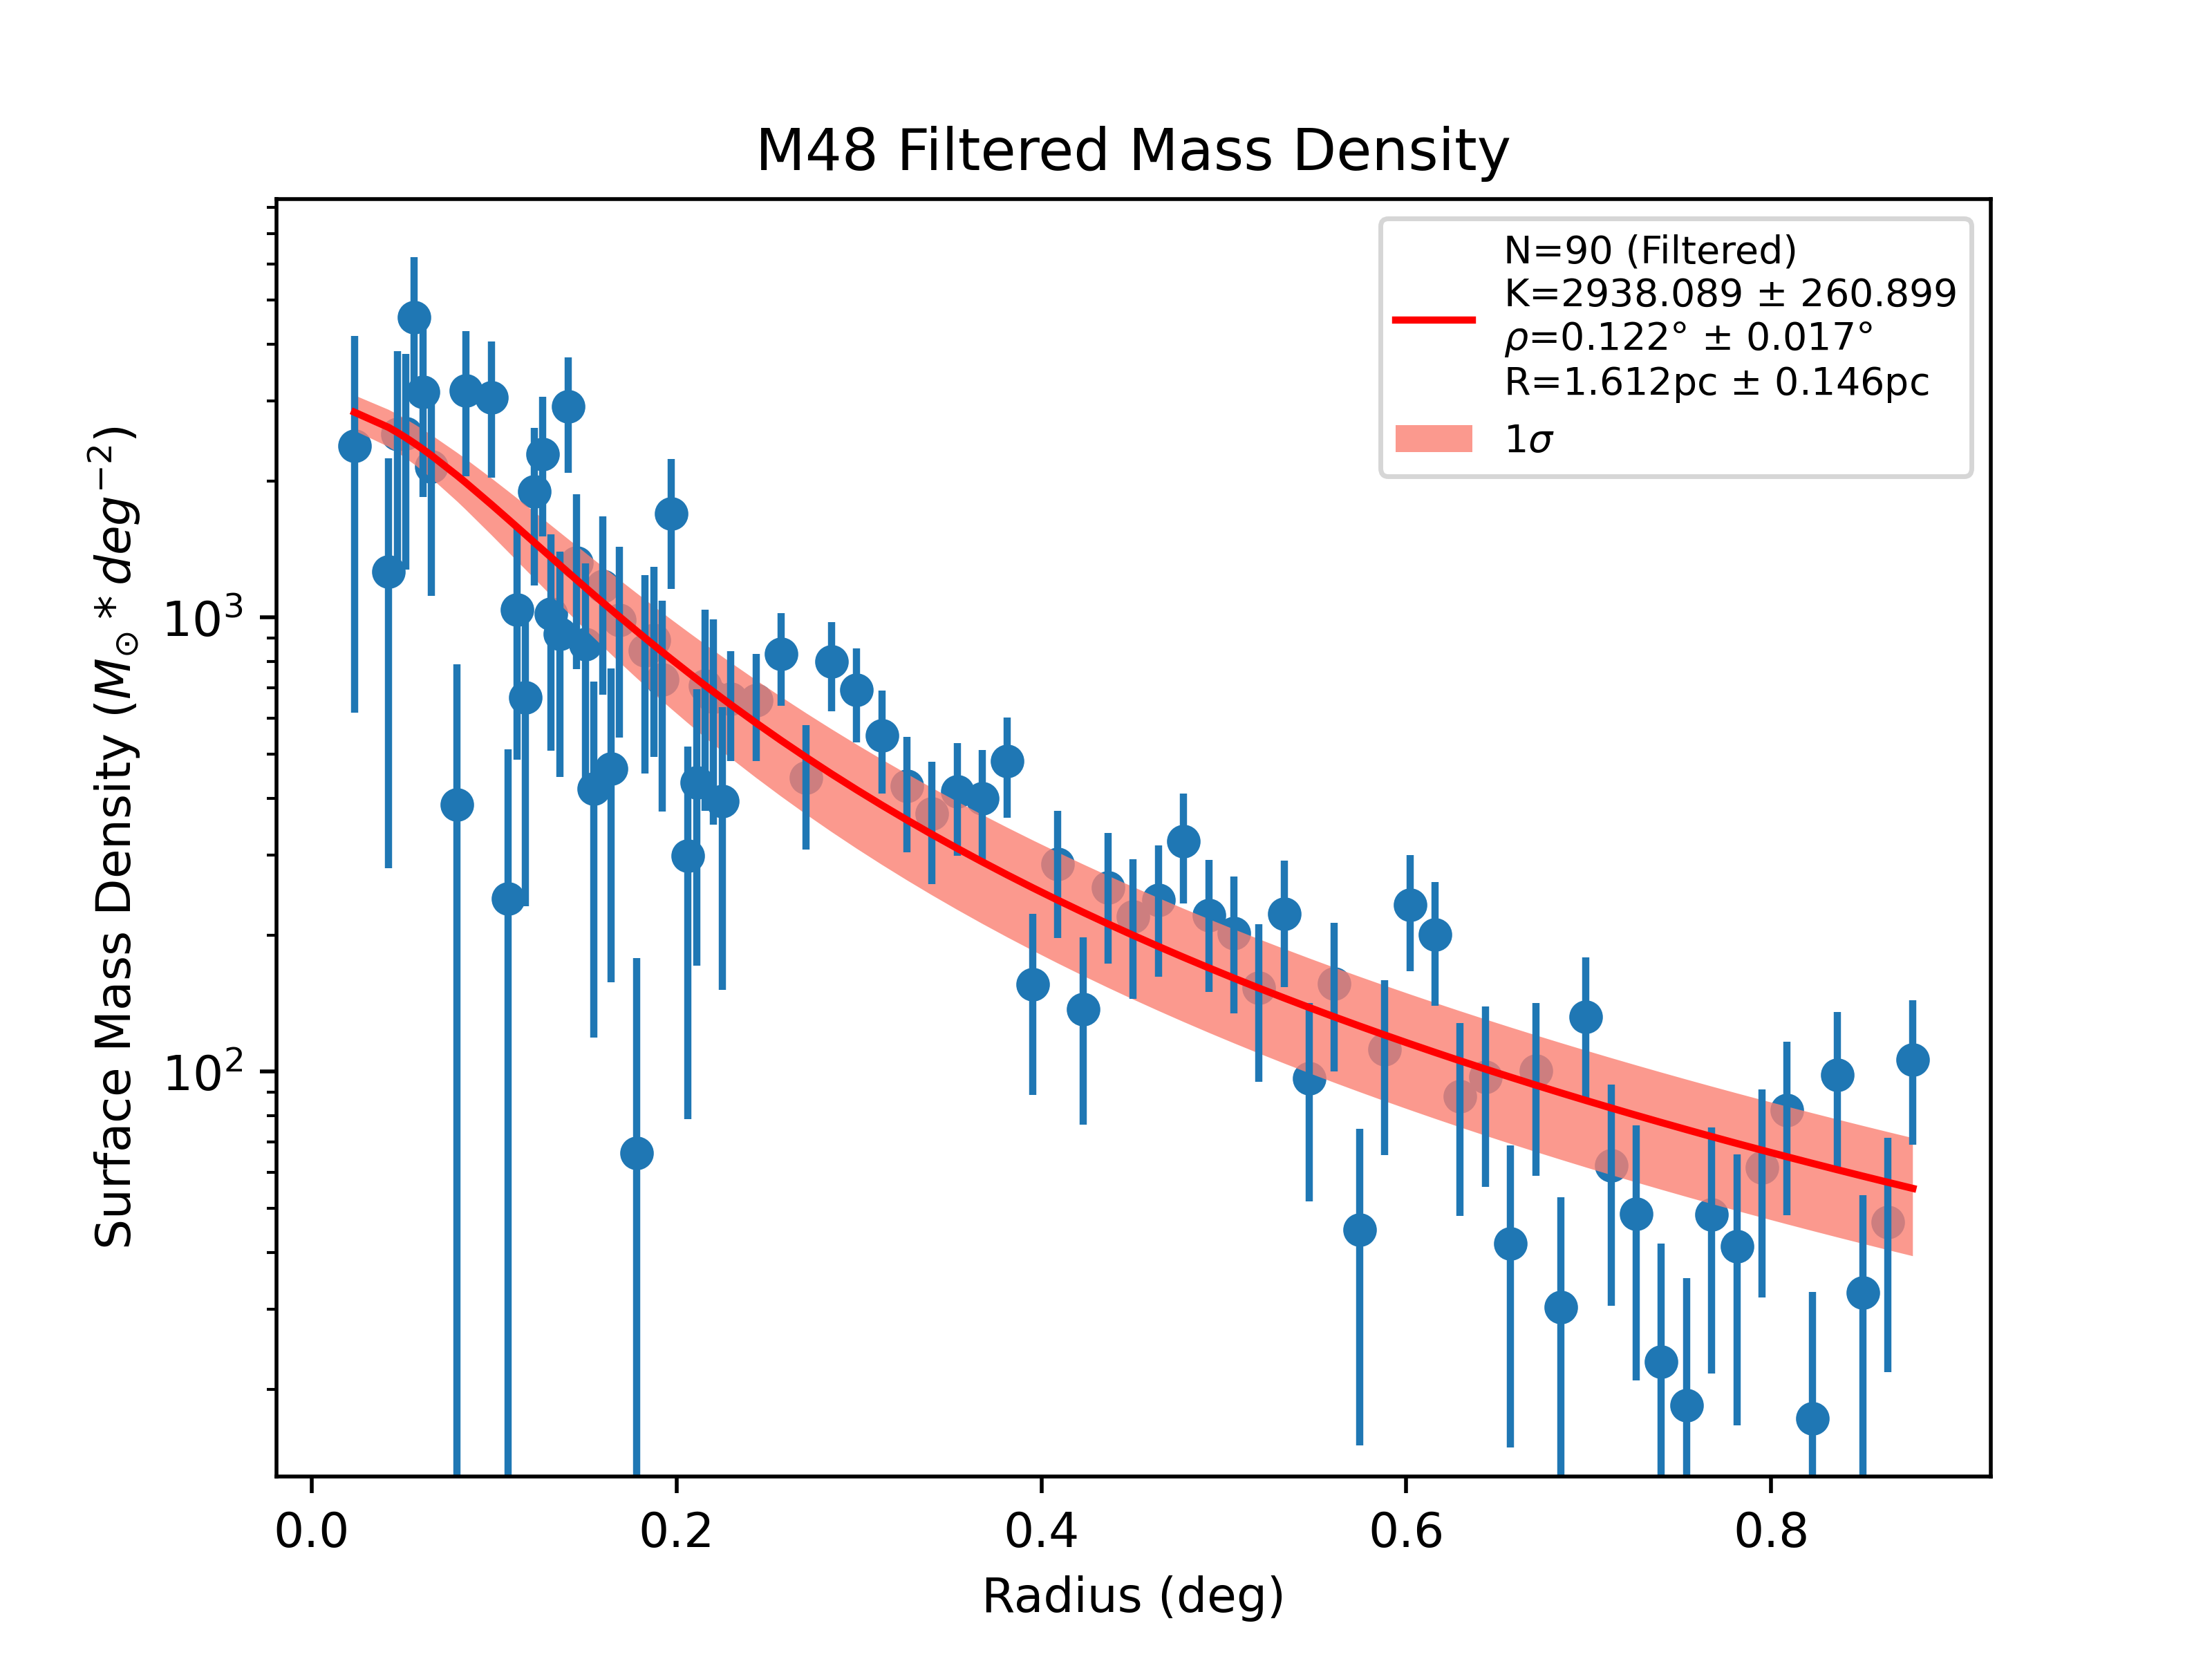 M48 Filtered Mass Density
N=90 (Filtered)
K=2938.089 ± 260.899
ρ=0.122° ± 0.017°
R=1.612pc ± 0.146pc
1σ
Surface Mass Density (M⊙ * deg⁻²)
10³
10²
0.0 0.2 0.4 0.6 0.8
Radius (deg)